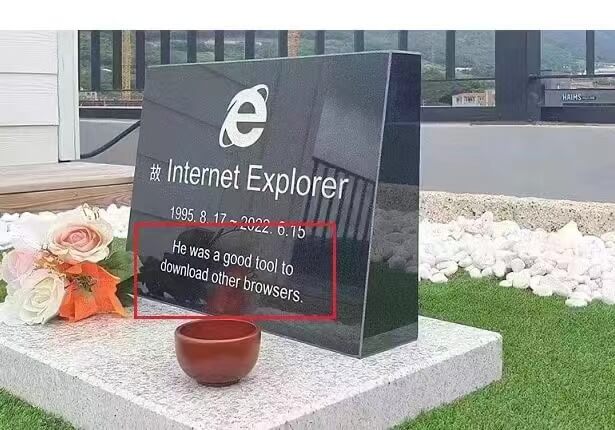 故 Internet Explorer
1995. 8. 17 ~ 2022. 6.15
He was a good tool to
download other browsers.
HAIMS